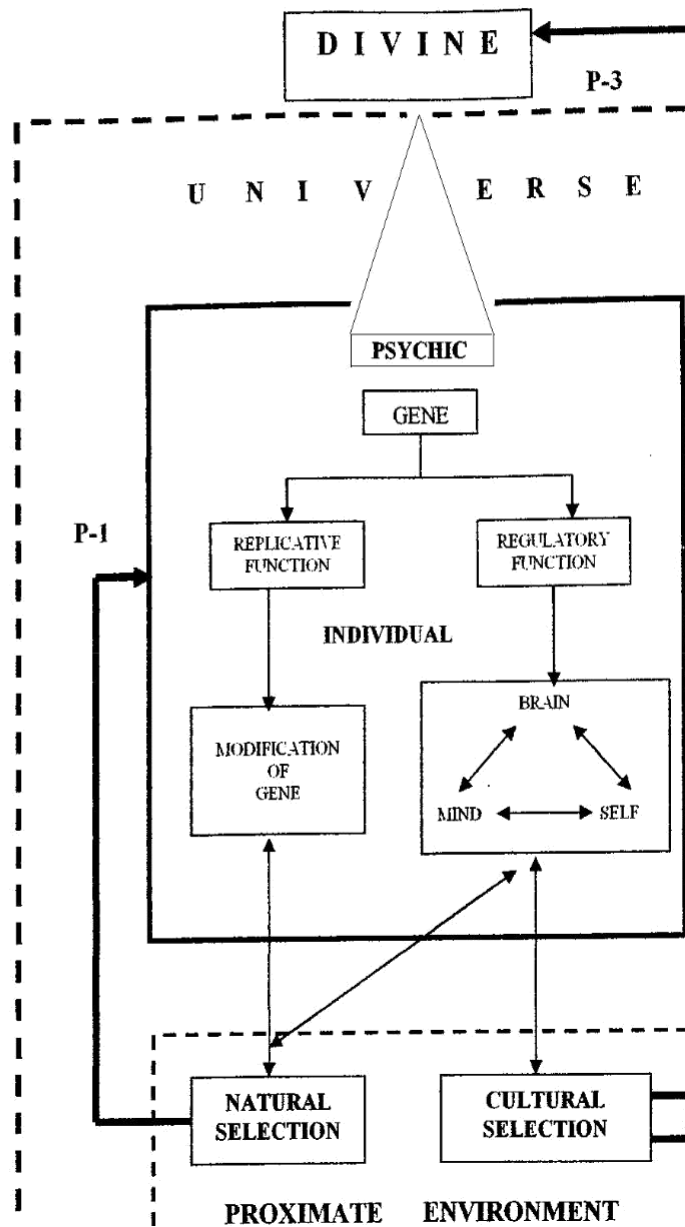 D I V I N E
P-3
U N I V E R S E
PSYCHIC
GENE
P-1
REPLICATIVE
FUNCTION
REGULATORY
FUNCTION
INDIVIDUAL
MODIFICATION
OF
GENE
BRAIN
MIND
SELF
NATURAL
SELECTION
CULTURAL
SELECTION
PROXIMATE ENVIRONMENT